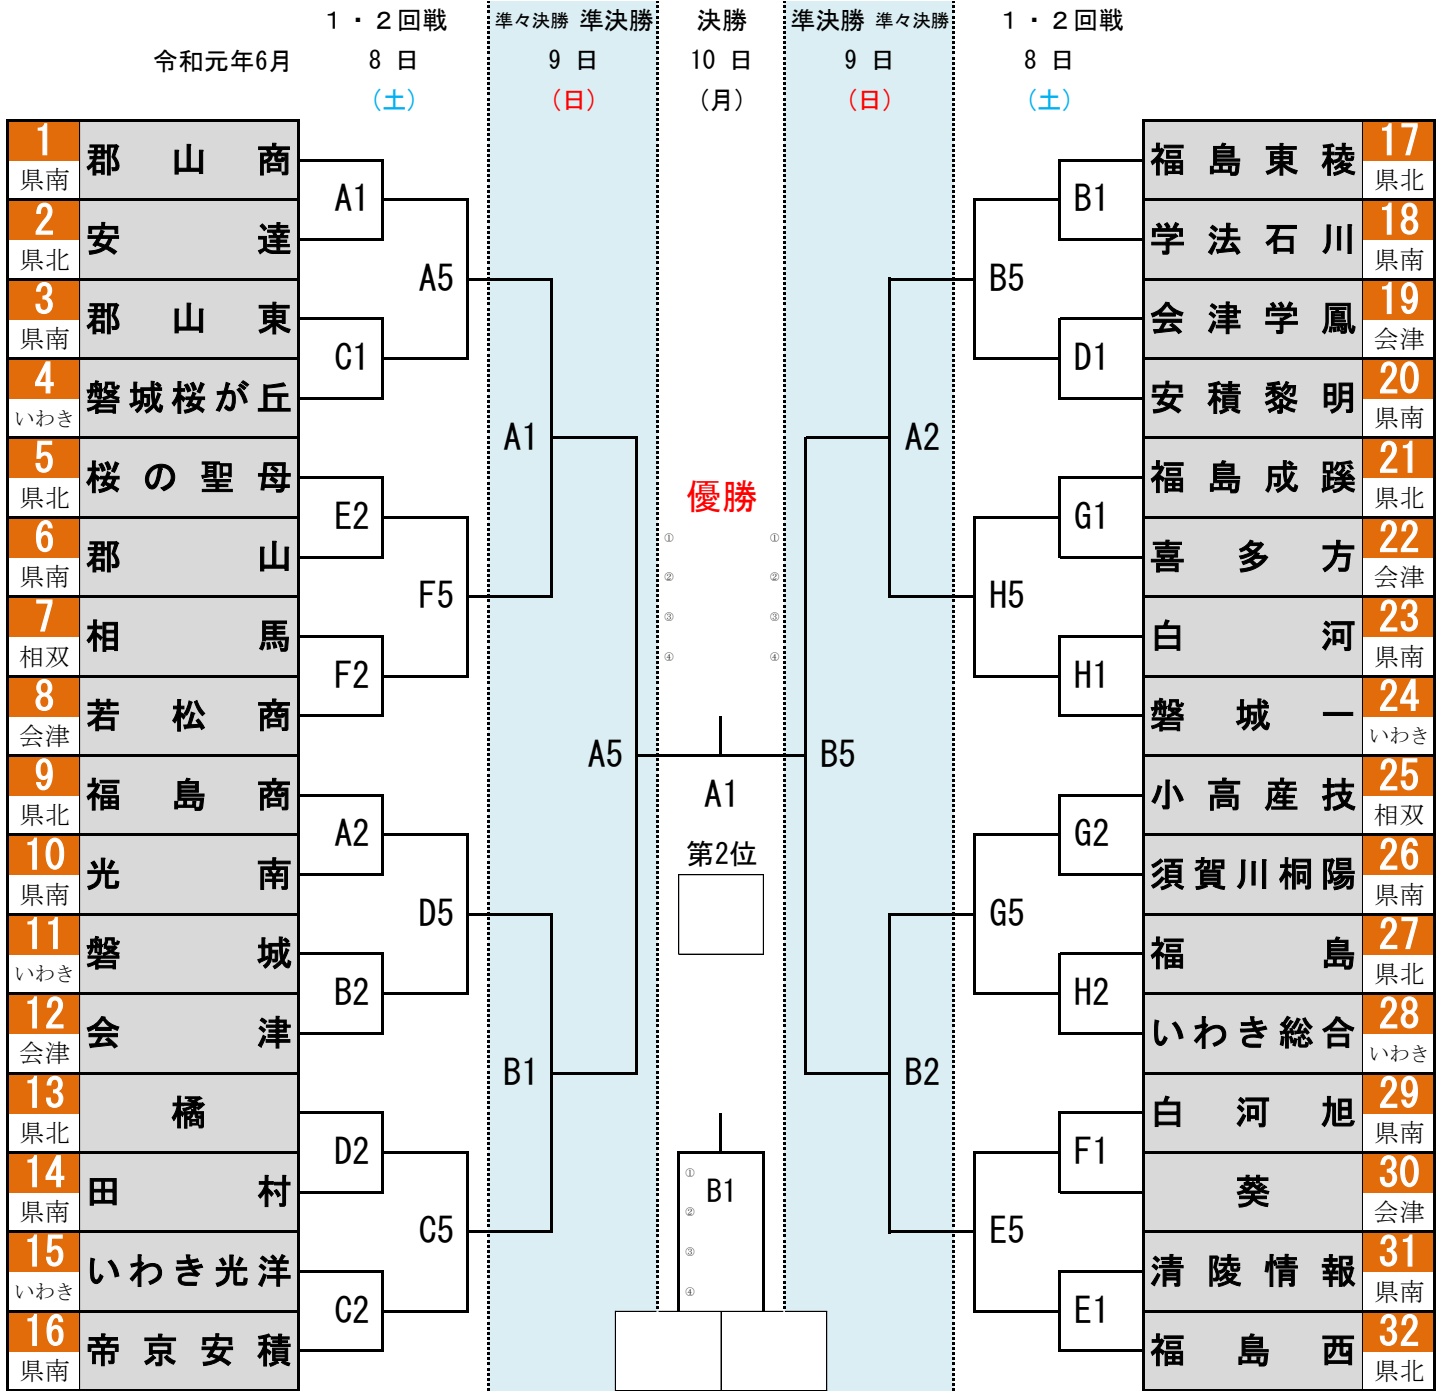 １・２回戦 準々決勝 準決勝 決勝 準決勝 準々決勝 １・２回戦
令和元年6月 8 日 9 日 10 日 9 日 8 日
（土） （日） （月） （日） （土）
1 県南 郡山商
2 県北 安達
A1
3 県南 郡山東
4 いわき 磐城桜が丘
C1
A5
5 県北 桜の聖母
6 県南 郡山
E2
7 相双 相馬
8 会津 若松商
F2
F5
A1
9 県北 福島商
10 県南 光南
A2
11 いわき 磐城
12 会津 会津
B2
D5
13 県北 橘
14 県南 田村
D2
15 いわき いわき光洋
16 県南 帝京安積
C2
C5
B1
A5
優勝
① ①
② ②
③ ③
④ ④
A1
第2位
B1
①
②
③
④
福島東稜 17 県北
学法石川 18 県南
B1
会津学鳳 19 会津
安積黎明 20 県南
D1
B5
福島成蹊 21 県北
喜多方 22 会津
G1
白河 23 県南
磐城一 24 いわき
H1
H5
A2
小高産技 25 相双
須賀川桐陽 26 県南
G2
福島 27 県北
いわき総合 28 いわき
H2
G5
白河旭 29 県南
葵 30 会津
F1
清陵情報 31 県南
福島西 32 県北
E1
E5
B2
B5